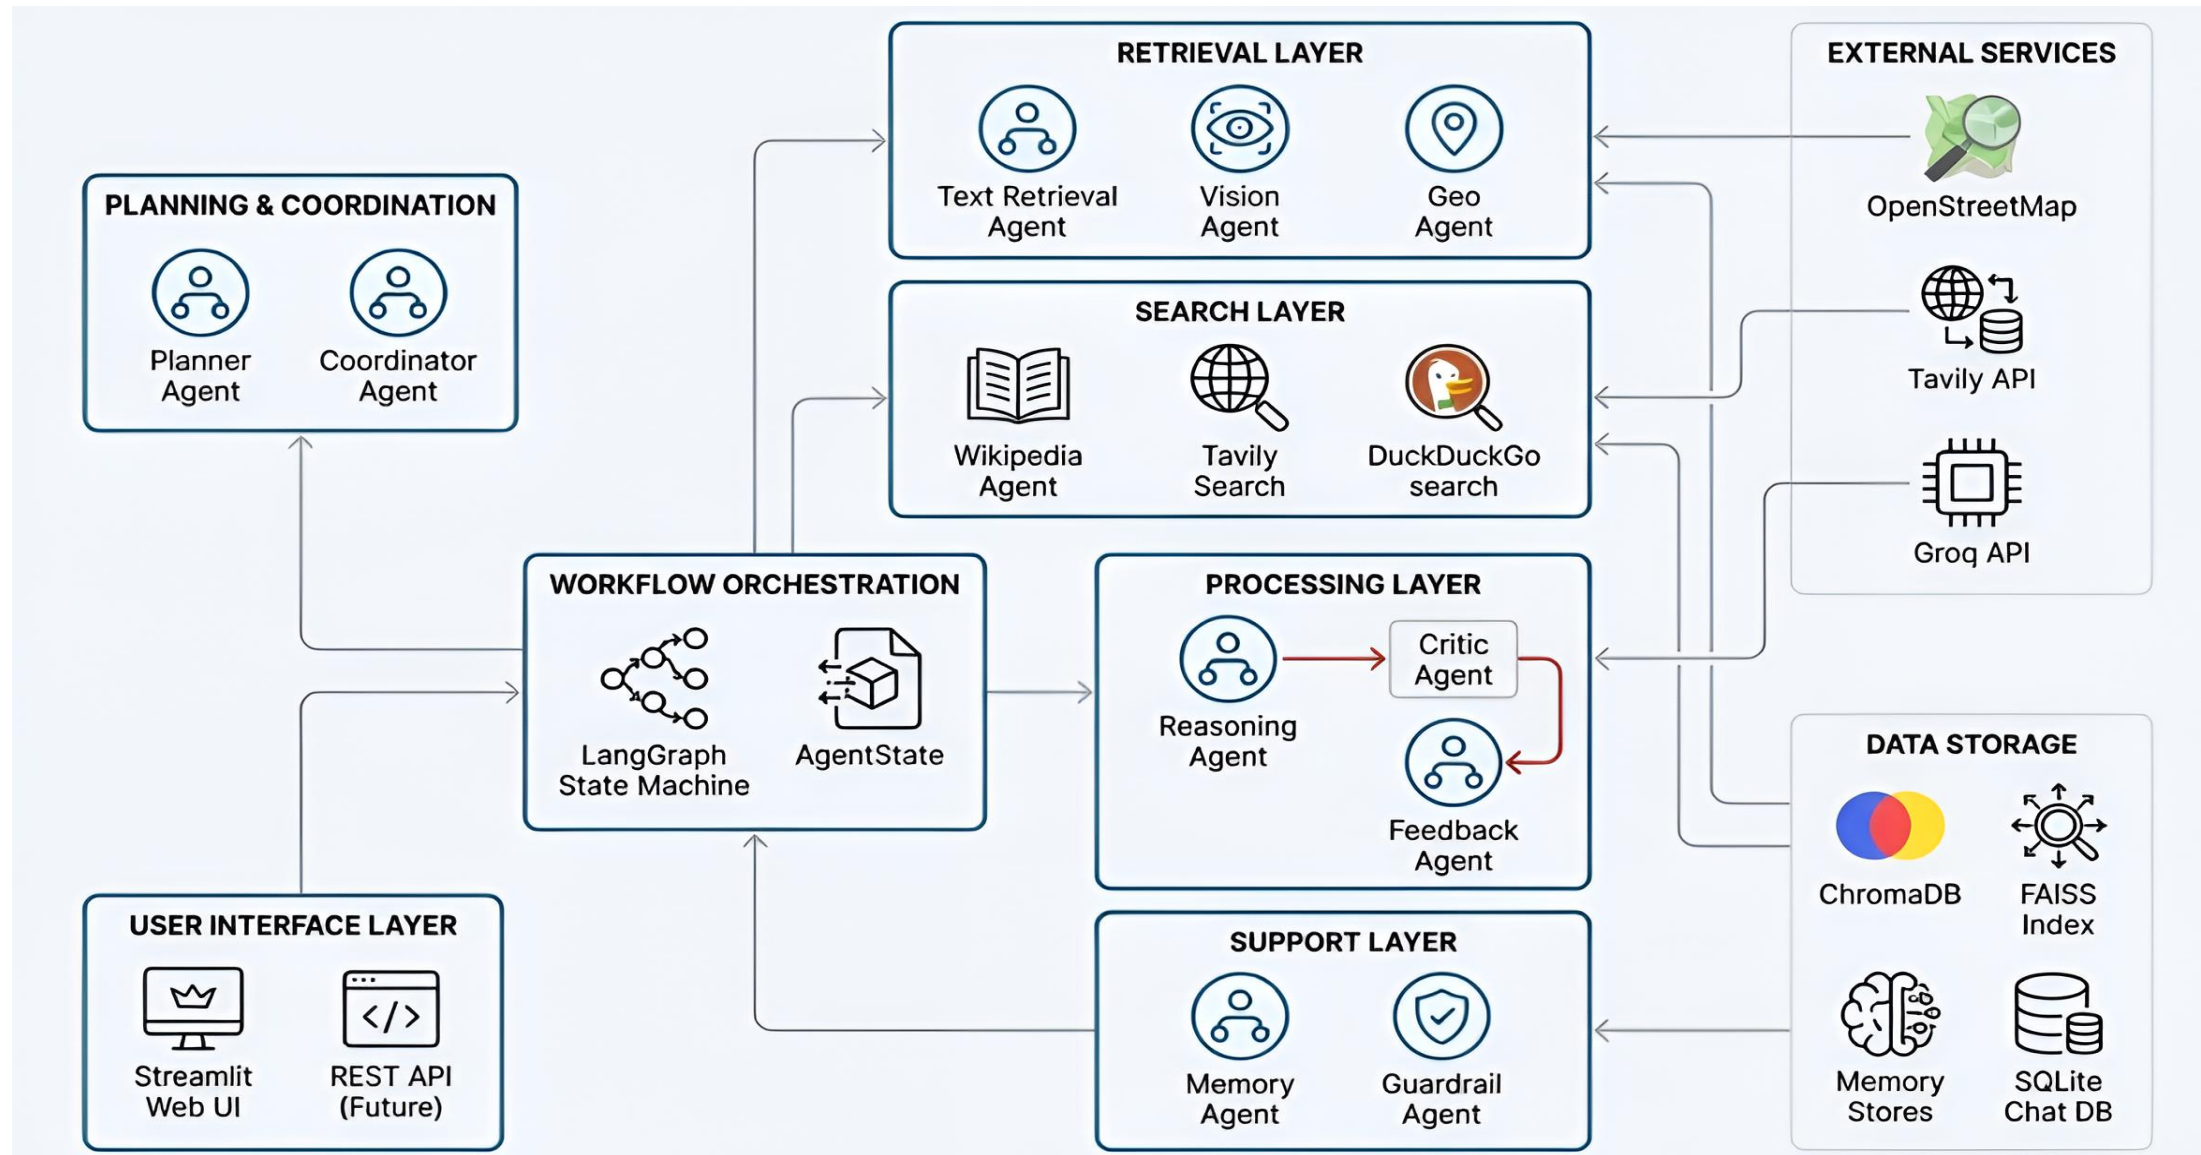 PLANNING & COORDINATION
Planner
Agent
Coordinator
Agent
USER INTERFACE LAYER
Streamlit
Web UI
REST API
(Future)
WORKFLOW ORCHESTRATION
LangGraph
State Machine
AgentState
RETRIEVAL LAYER
Text Retrieval
Agent
Vision
Agent
Geo
Agent
SEARCH LAYER
Wikipedia
Agent
Tavily
Search
DuckDuckGo
search
PROCESSING LAYER
Reasoning
Agent
Critic
Agent
Feedback
Agent
SUPPORT LAYER
Memory
Agent
Guardrail
Agent
EXTERNAL SERVICES
OpenStreetMap
Tavily API
Groq API
DATA STORAGE
ChromaDB
FAISS
Index
Memory
Stores
SQLite
Chat DB